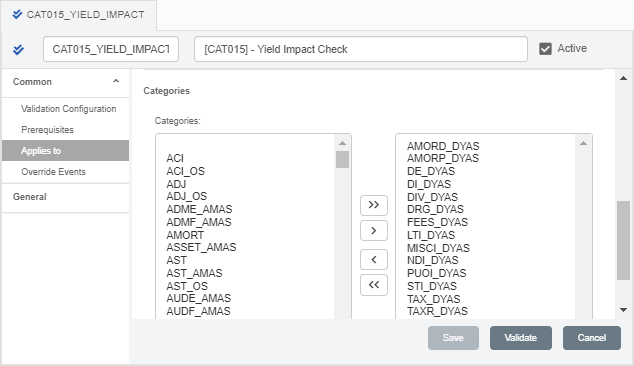 CAT015_YIELD_IMPACT
CAT015_YIELD_IMPACT
[CAT015] - Yield Impact Check
Active
Common
Validation Configuration
Prerequisites
Applies to
Override Events
General
Categories
Categories:
ACI
ACI_OS
ADJ
ADJ_OS
ADME_AMAS
ADMF_AMAS
AMORT
ASSET_AMAS
AST
AST_AMAS
AST_OS
AUDE_AMAS
AUDF_AMAS
>>
>
<
<<
AMORD_DYAS
AMORP_DYAS
DE_DYAS
DI_DYAS
DIV_DYAS
DRG_DYAS
FEES_DYAS
LTI_DYAS
MISCI_DYAS
NDI_DYAS
PUOI_DYAS
STI_DYAS
TAX_DYAS
TAXR_DYAS
Save
Validate
Cancel